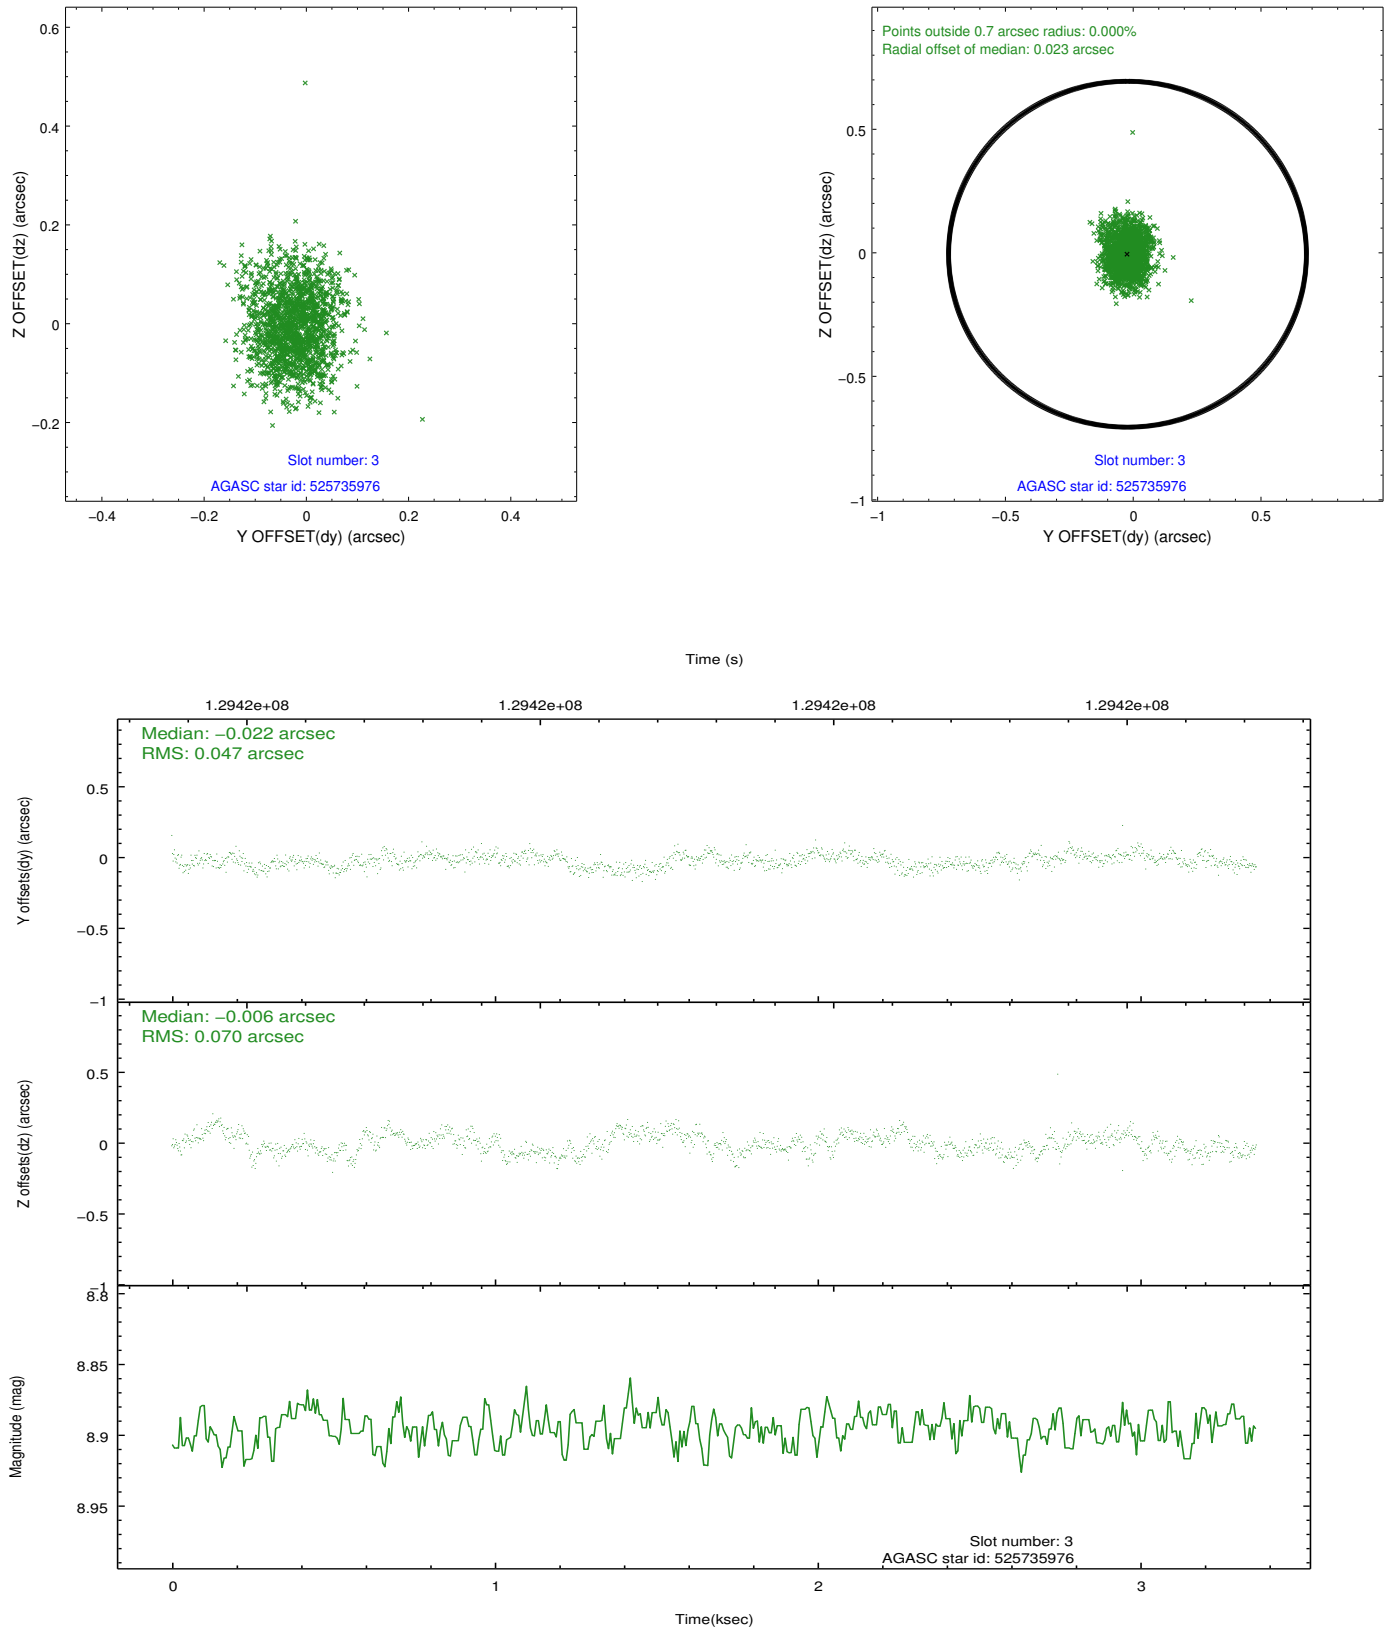 0.6
0.4
0.2
0
−0.2
Z OFFSET(dz) (arcsec)
Slot number: 3
AGASC star id: 525735976
−0.4 −0.2 0 0.2 0.4
Y OFFSET(dy) (arcsec)
Points outside 0.7 arcsec radius: 0.000%
Radial offset of median: 0.023 arcsec
0.5
0
−0.5
−1
Z OFFSET(dz) (arcsec)
Slot number: 3
AGASC star id: 525735976
−1 −0.5 0 0.5
Y OFFSET(dy) (arcsec)
Time (s)
1.2942e+08 1.2942e+08 1.2942e+08 1.2942e+08
Median: −0.022 arcsec
RMS: 0.047 arcsec
0.5
0
−0.5
−1
Y offsets(dy) (arcsec)
Median: −0.006 arcsec
RMS: 0.070 arcsec
0.5
0
−0.5
−1
Z offsets(dz) (arcsec)
8.8
8.85
8.9
8.95
Magnitude (mag)
Slot number: 3
AGASC star id: 525735976
0 1 2 3
Time(ksec)